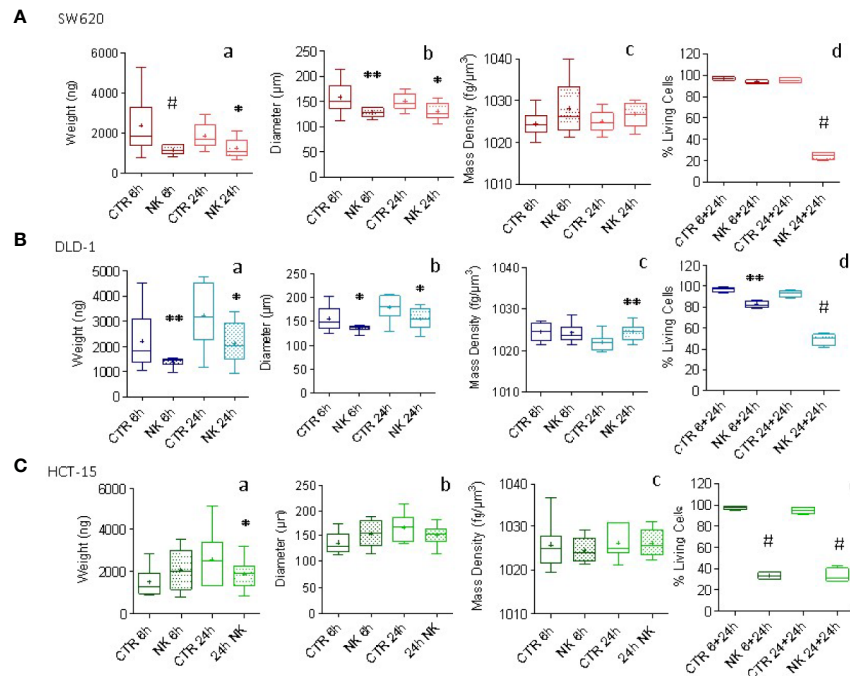 A
SW620
a
Weight (ng)
6000
4000
2000
0
#
*
CTR 6h
NK 6h
CTR 24h
NK 24h
b
Diameter (µm)
250
200
150
100
50
0
**
*
CTR 6h
NK 6h
CTR 24h
NK 24h
c
Mass Density (fg/µm³)
1040
1030
1020
1010
CTR 6h
NK 6h
CTR 24h
NK 24h
d
% Living Cells
120
100
80
60
40
20
0
#
CTR 6+24h
NK 6+24h
CTR 24+24h
NK 24+24h
B
DLD-1
a
Weight (ng)
5000
4000
3000
2000
1000
0
**
*
CTR 6h
NK 6h
CTR 24h
NK 24h
b
Diameter (µm)
250
200
150
100
50
0
*
*
CTR 6h
NK 6h
CTR 24h
NK 24h
c
Mass Density (fg/µm³)
1040
1030
1020
1010
**
CTR 6h
NK 6h
CTR 24h
NK 24h
d
% Living Cells
120
100
80
60
40
20
0
**
#
CTR 6+24h
NK 6+24h
CTR 24+24h
NK 24+24h
C
HCT-15
a
Weight (ng)
6000
4000
2000
0
*
CTR 6h
NK 6h
CTR 24h
24h NK
b
Diameter (µm)
250
200
150
100
50
0
CTR 6h
NK 6h
CTR 24h
24h NK
c
Mass Density (fg/µm³)
1040
1030
1020
1010
CTR 6h
NK 6h
CTR 24h
24h NK
% Living Cells
120
100
80
60
40
20
0
#
#
CTR 6+24h
NK 6+24h
CTR 24+24h
NK 24+24h